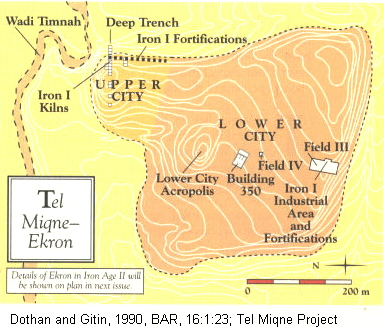 Wadi Timnah
Deep Trench
Iron I Fortifications
Iron I
Kilns
UPPER
CITY
LOWER
CITY
Field III
Field IV
Lower City
Acropolis
Building
350
Iron I
Industrial
Area
and
Fortifications
Tel
Miqne–
Ekron
Details of Ekron in Iron Age II will
be shown on plan in next issue.
N
0
200 m
Dothan and Gitin, 1990, BAR, 16:1:23; Tel Miqne Project